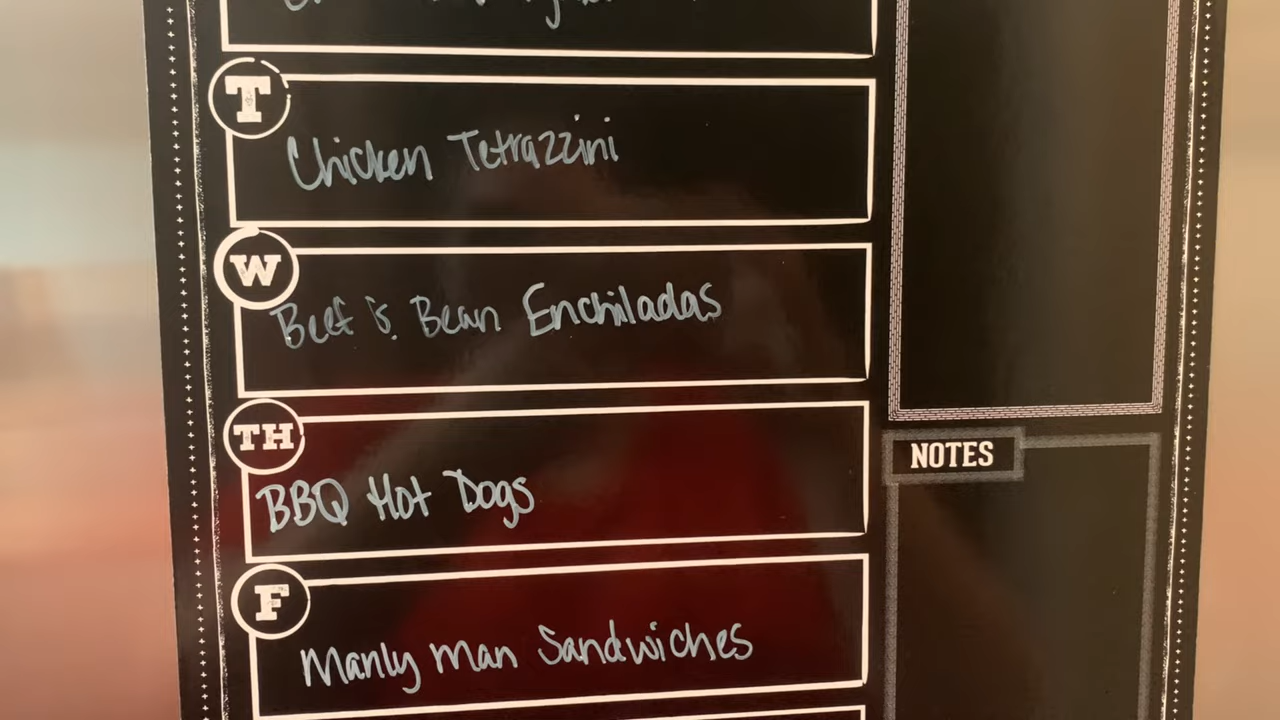 T
Chicken Tetrazzini
W
Beef & Bean Enchiladas
TH
BBQ Hot Dogs
NOTES
F
Manly Man Sandwiches